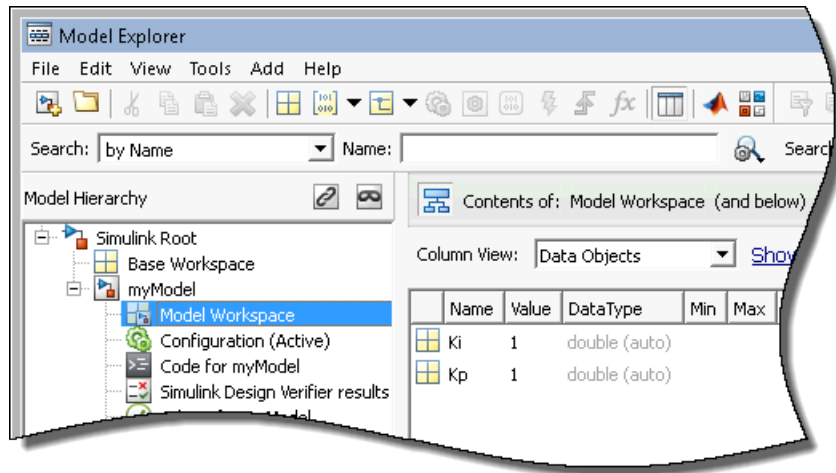 Model Explorer
File Edit View Tools Add Help
fx
Search: by Name Name:
Model Hierarchy
Simulink Root
Base Workspace
myModel
Model Workspace
Configuration (Active)
Code for myModel
Simulink Design Verifier results
Contents of: Model Workspace (and below)
Column View: Data Objects
Name Value DataType Min Max
Ki 1 double (auto)
Kp 1 double (auto)